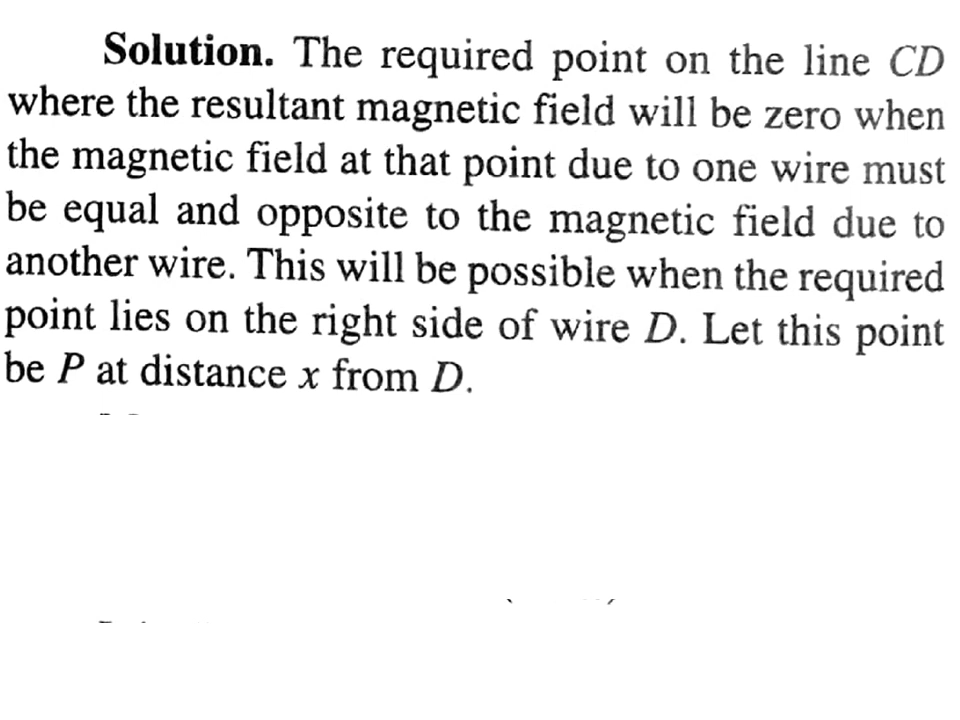 Solution. The required point on the line CD
where the resultant magnetic field will be zero when
the magnetic field at that point due to one wire must
be equal and opposite to the magnetic field due to
another wire. This will be possible when the required
point lies on the right side of wire D. Let this point
be P at distance x from D.